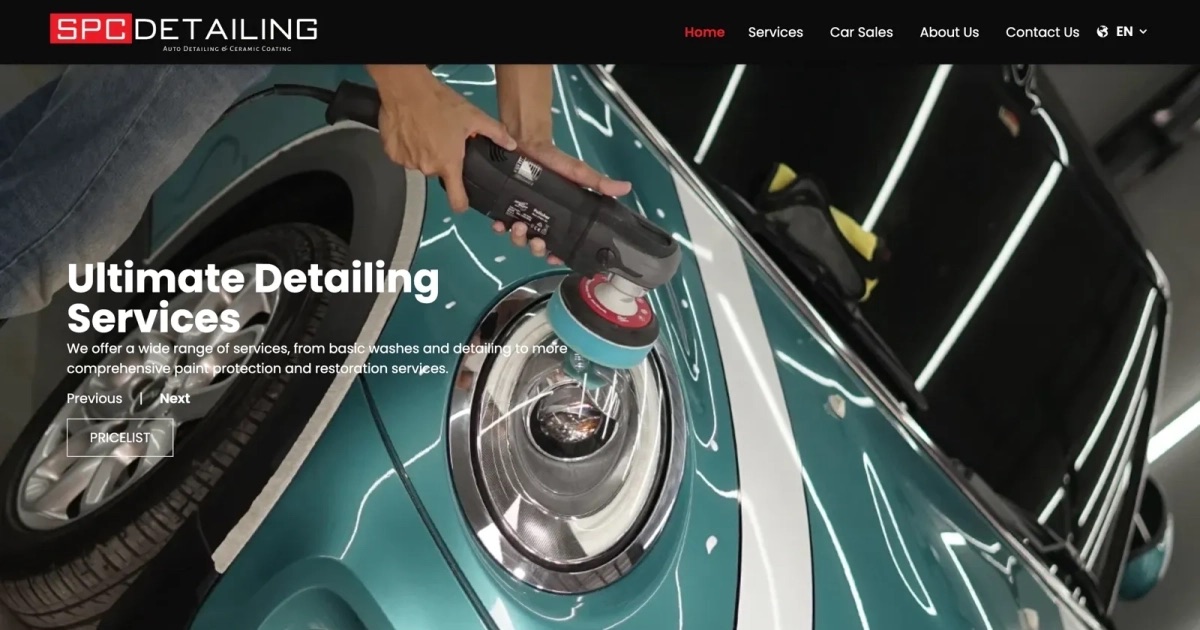 SPCDETAILING
AUTO DETAILING & CERAMIC COATING
Home Services Car Sales About Us Contact Us EN
Ultimate Detailing
Services
We offer a wide range of services, from basic washes and detailing to more
comprehensive paint protection and restoration services.
Previous | Next
PRICELIST